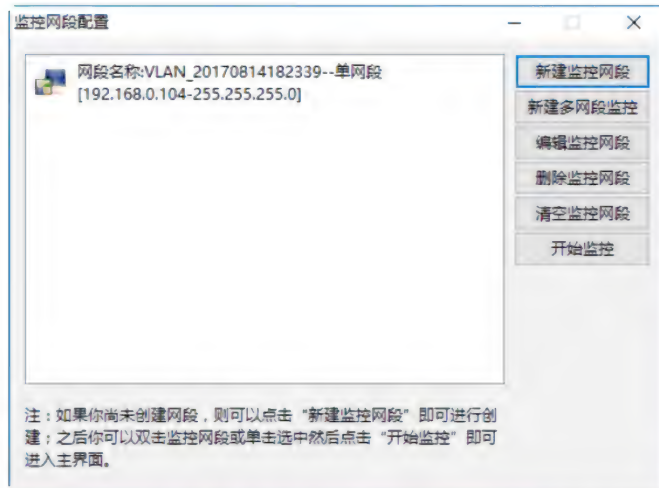 监控网段配置
网段名称:VLAN_20170814182339--单网段
[192.168.0.104-255.255.255.0]
新建监控网段
新建多网段监控
编辑监控网段
删除监控网段
清空监控网段
开始监控
注：如果你尚未创建网段，则可以点击“新建监控网段”即可进行创
建；之后你可以双击监控网段或单击选中然后点击“开始监控”即可
进入主界面。